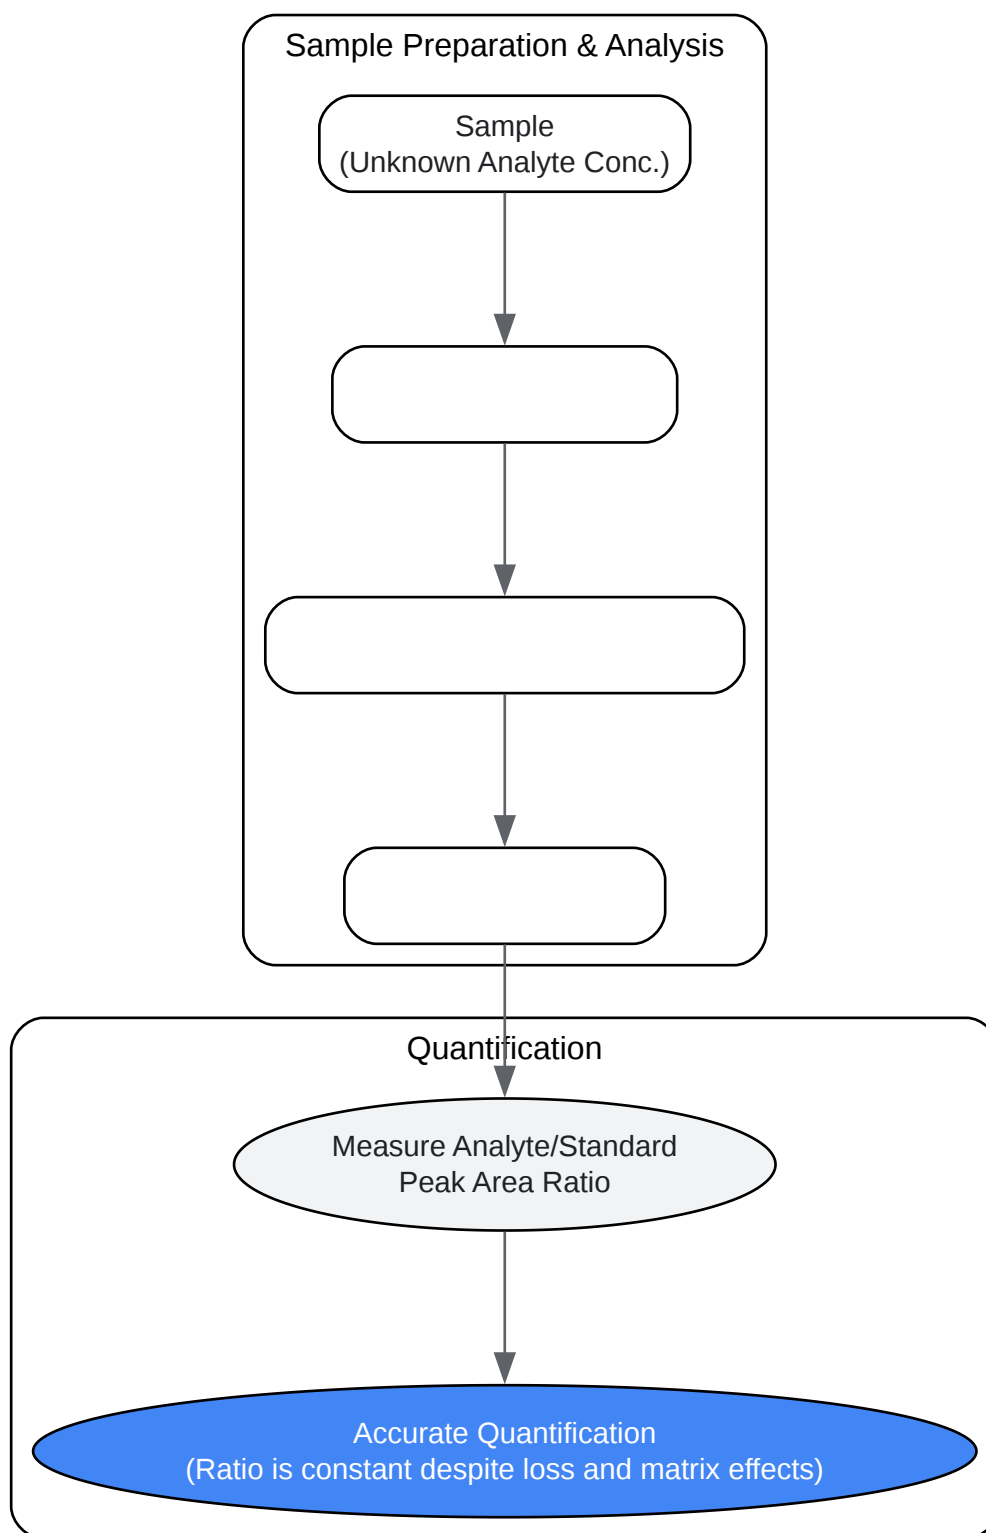 Sample Preparation & Analysis
Sample
(Unknown Analyte Conc.)
Quantification
Measure Analyte/Standard
Peak Area Ratio
Accurate Quantification
(Ratio is constant despite loss and matrix effects)